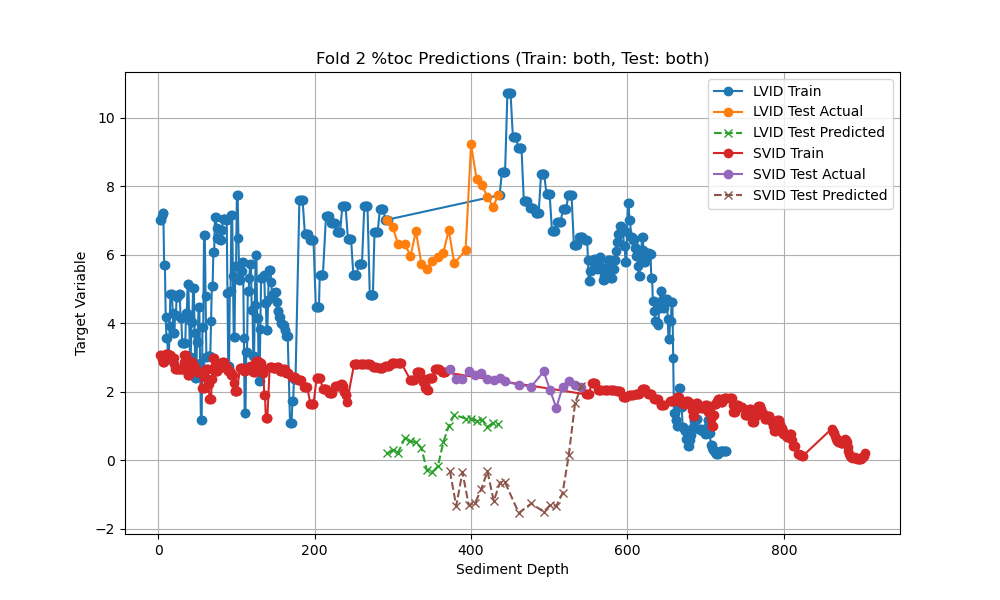 Fold 2 %toc Predictions (Train: both, Test: both)
LVID Train
LVID Test Actual
LVID Test Predicted
SVID Train
SVID Test Actual
SVID Test Predicted
Target Variable
10
8
6
4
2
0
−2
0 200 400 600 800
Sediment Depth